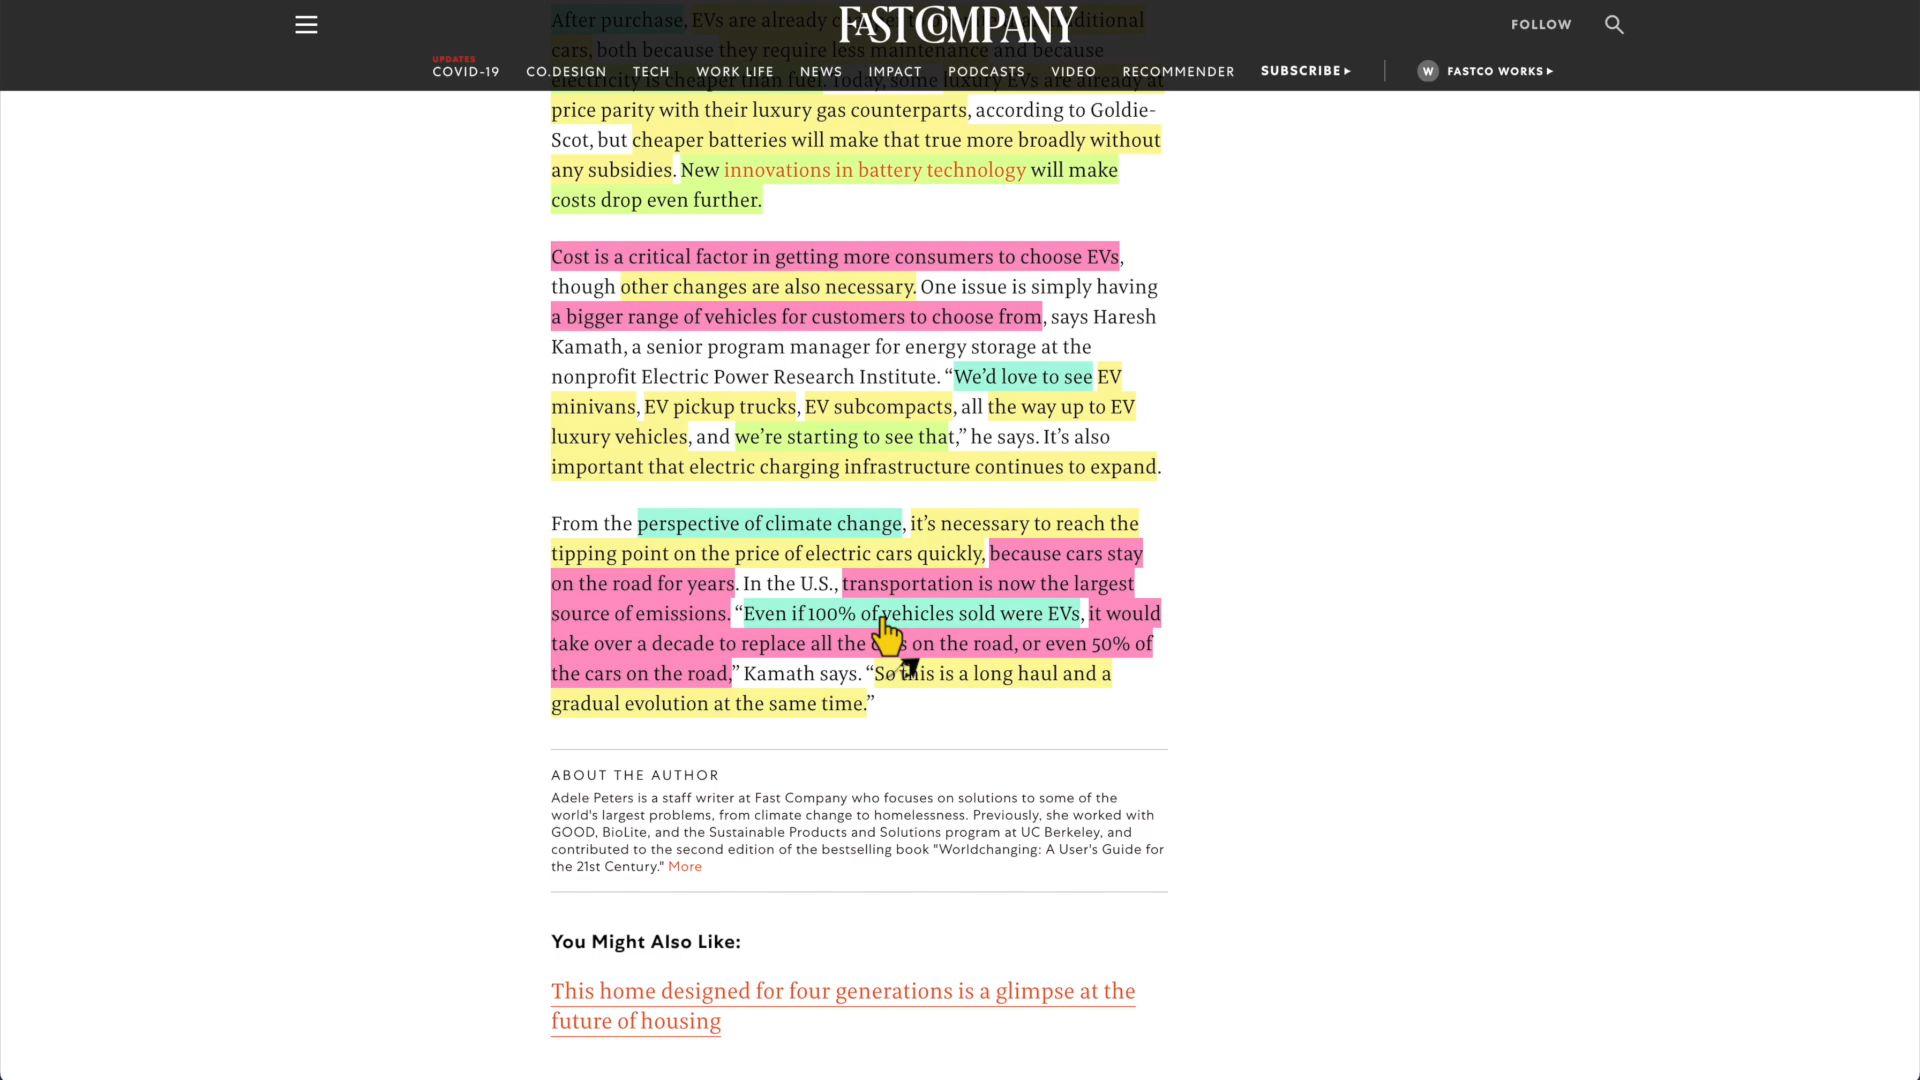 FAST COMPANY
FOLLOW
UPDATES
COVID-19 CO.DESIGN TECH WORK LIFE NEWS IMPACT PODCASTS VIDEO RECOMMENDER SUBSCRIBE▸ W FASTCO WORKS▸
After purchase, EVs are already
cars, both because they require less maintenance and because
electricity is cheaper than fuel. Today, some luxury EVs are already at
price parity with their luxury gas counterparts, according to Goldie-
Scot, but cheaper batteries will make that true more broadly without
any subsidies. New innovations in battery technology will make
costs drop even further.
Cost is a critical factor in getting more consumers to choose EVs,
though other changes are also necessary. One issue is simply having
a bigger range of vehicles for customers to choose from, says Haresh
Kamath, a senior program manager for energy storage at the
nonprofit Electric Power Research Institute. “We’d love to see EV
minivans, EV pickup trucks, EV subcompacts, all the way up to EV
luxury vehicles, and we’re starting to see that,” he says. It’s also
important that electric charging infrastructure continues to expand.
From the perspective of climate change, it’s necessary to reach the
tipping point on the price of electric cars quickly, because cars stay
on the road for years. In the U.S., transportation is now the largest
source of emissions. “Even if 100% of vehicles sold were EVs, it would
take over a decade to replace all the cars on the road, or even 50% of
the cars on the road,” Kamath says. “So this is a long haul and a
gradual evolution at the same time.”
ABOUT THE AUTHOR
Adele Peters is a staff writer at Fast Company who focuses on solutions to some of the
world's largest problems, from climate change to homelessness. Previously, she worked with
GOOD, BioLite, and the Sustainable Products and Solutions program at UC Berkeley, and
contributed to the second edition of the bestselling book "Worldchanging: A User's Guide for
the 21st Century." More
You Might Also Like:
This home designed for four generations is a glimpse at the
future of housing